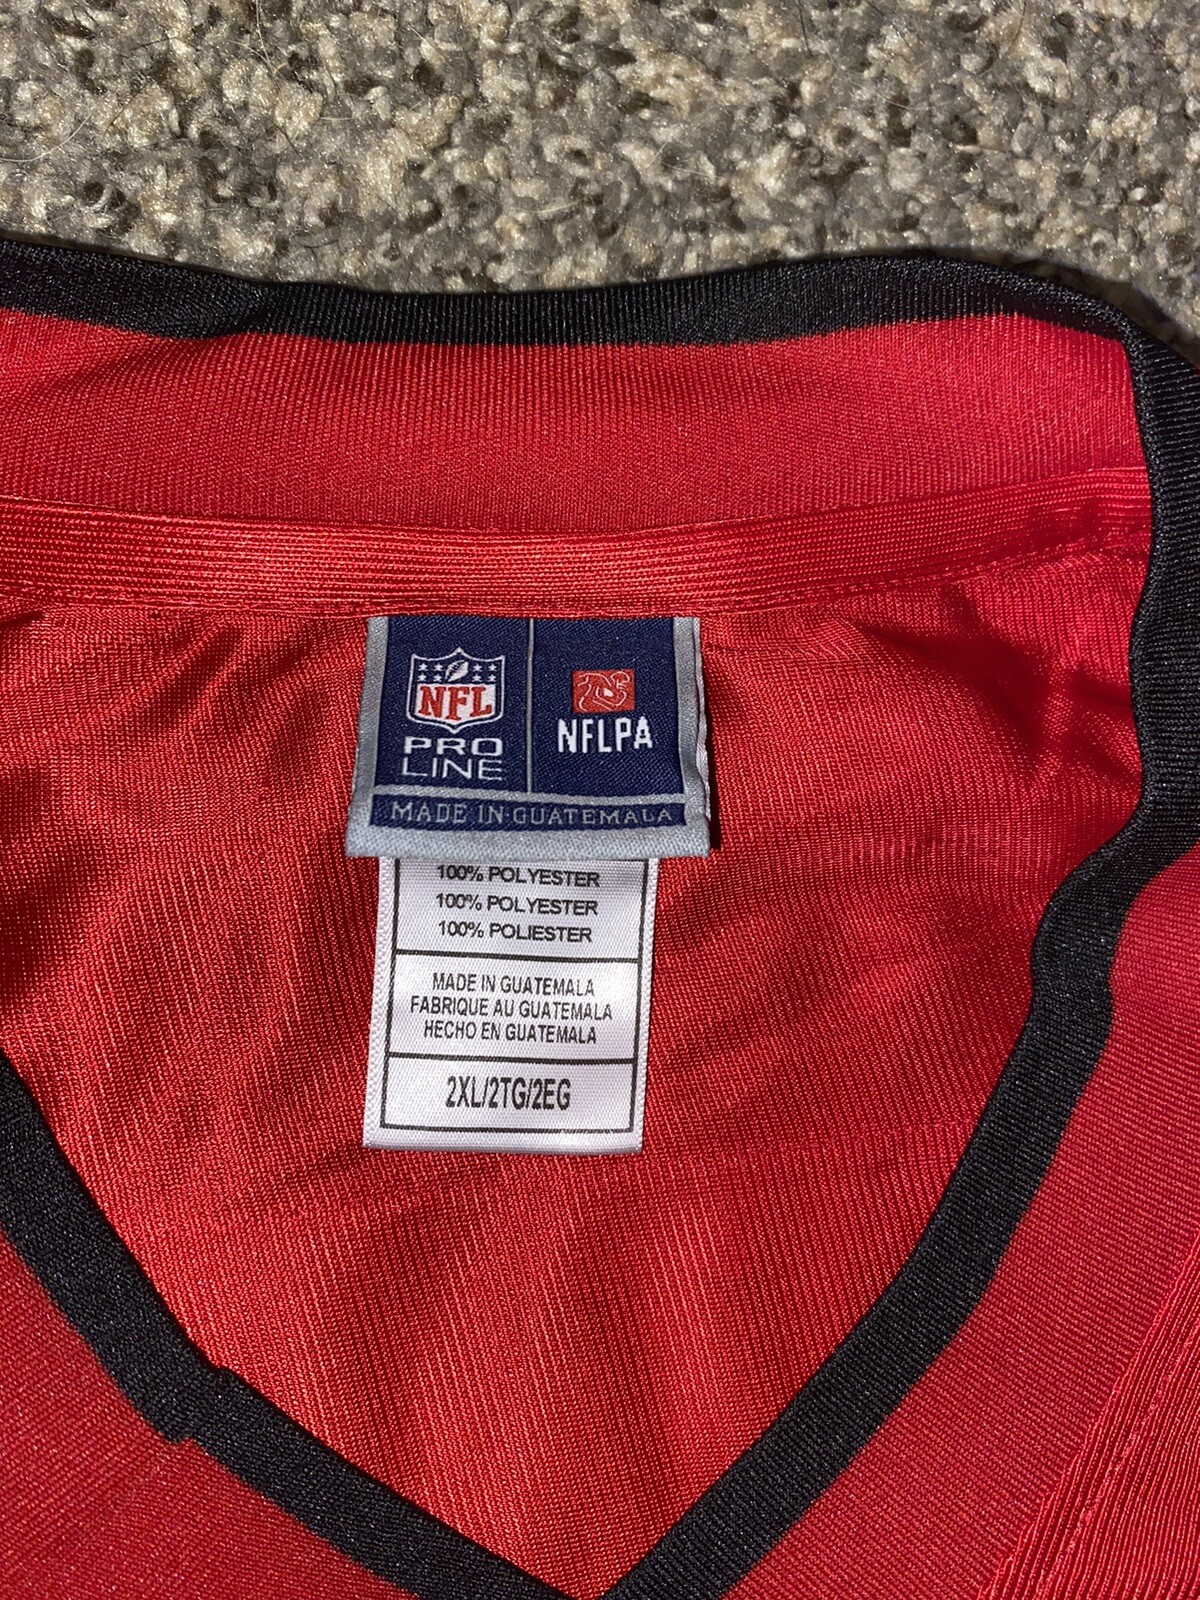 NFL
PRO
LINE
NFLPA
MADE IN GUATEMALA
100% POLYESTER
100% POLYESTER
100% POLIESTER
MADE IN GUATEMALA
FABRIQUE AU GUATEMALA
HECHO EN GUATEMALA
2XL/2TG/2EG